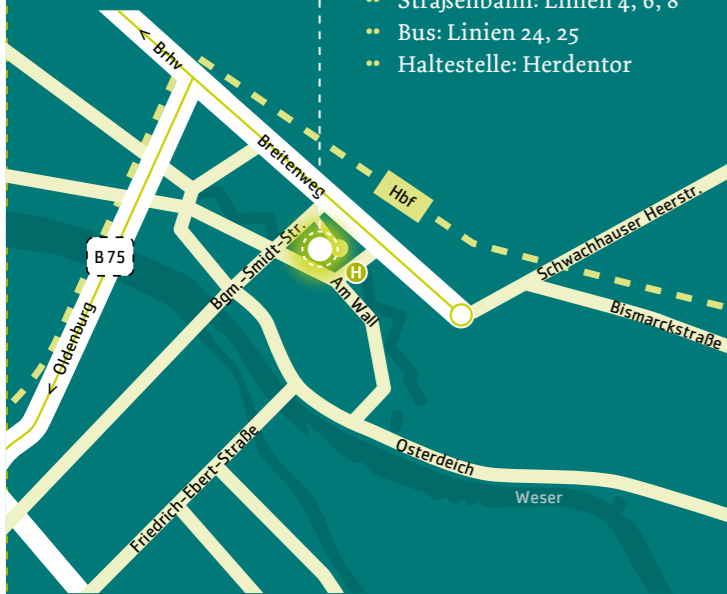 Straßenbahn: Linien 4, 6, 8
Bus: Linien 24, 25
Haltestelle: Herdentor
< Brhv
Breitenweg
Hbf
Schwachhauser Heerstr.
B 75
Bgm.-Smidt-Str.
H
Am Wall
Bismarckstraße
< Oldenburg
Osterdeich
Friedrich-Ebert-Straße
Weser